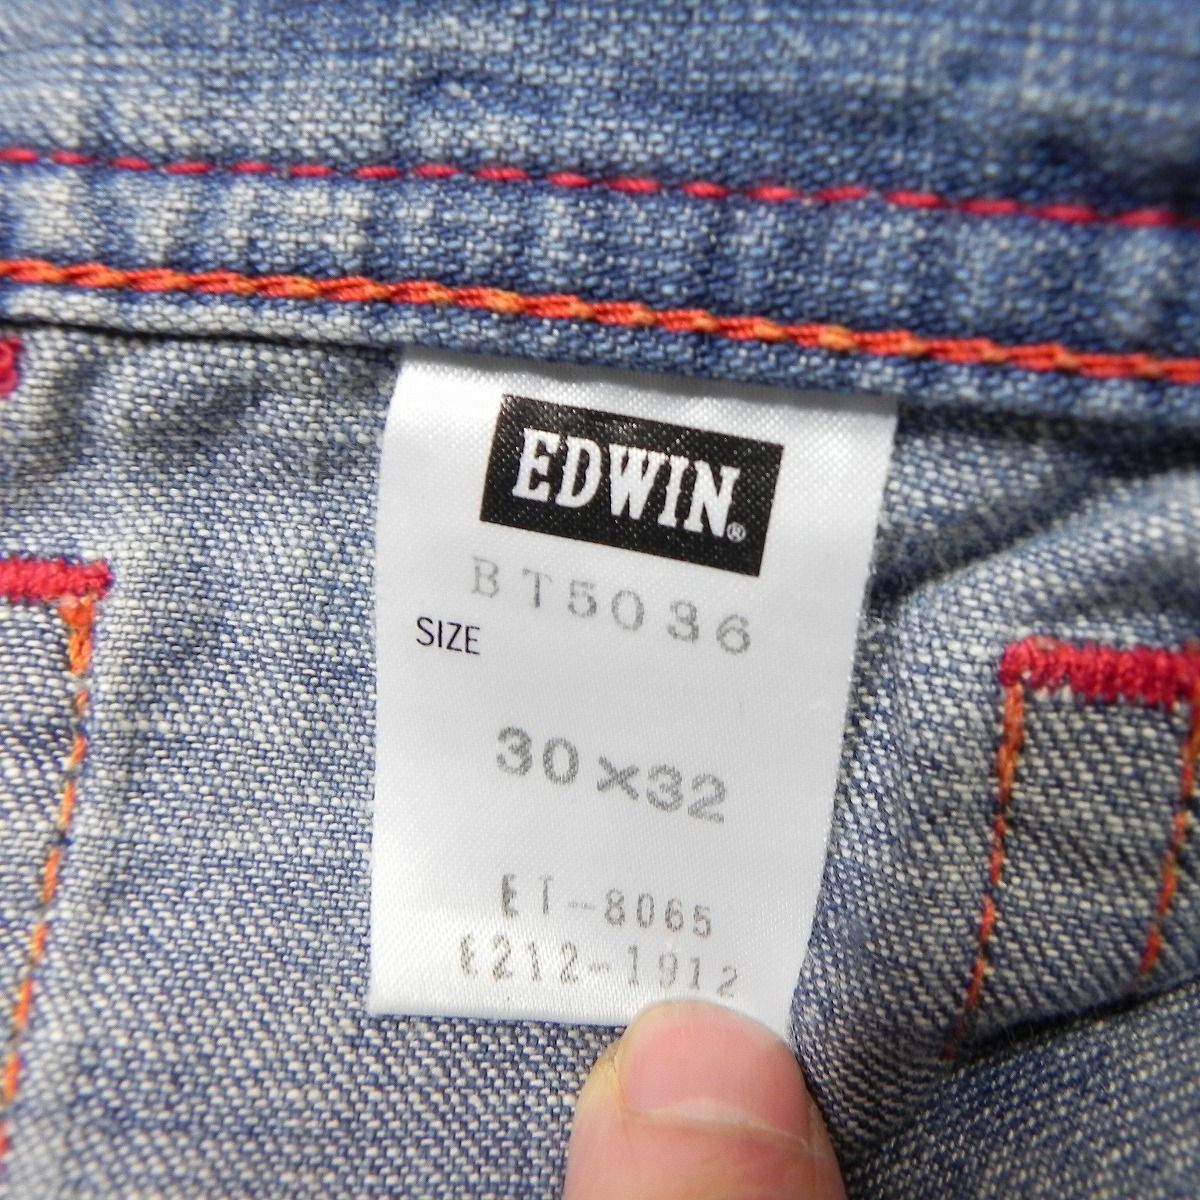 EDWIN®
BT5036
SIZE
30×32
ET-8065
E212-1912